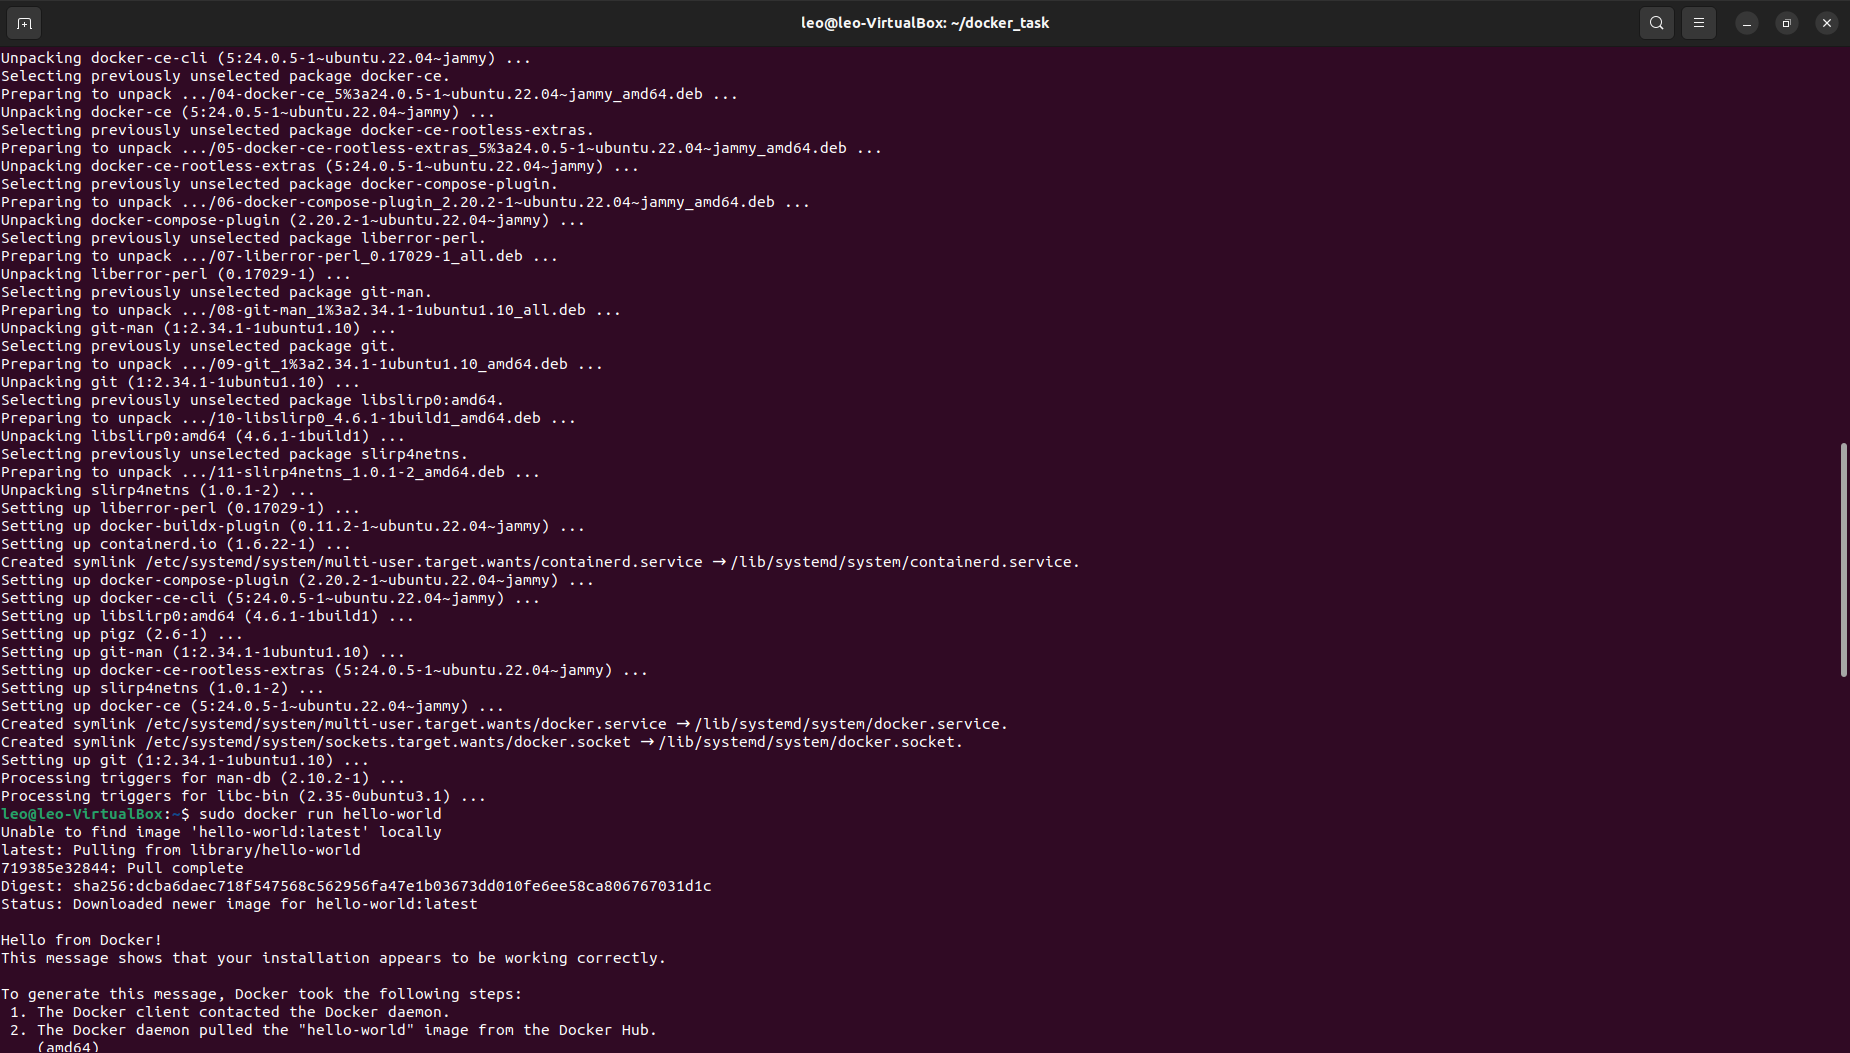 leo@leo-VirtualBox: ~/docker_task
Unpacking docker-ce-cli (5:24.0.5-1~ubuntu.22.04~jammy) ...
Selecting previously unselected package docker-ce.
Preparing to unpack .../04-docker-ce_5%3a24.0.5-1~ubuntu.22.04~jammy_amd64.deb ...
Unpacking docker-ce (5:24.0.5-1~ubuntu.22.04~jammy) ...
Selecting previously unselected package docker-ce-rootless-extras.
Preparing to unpack .../05-docker-ce-rootless-extras_5%3a24.0.5-1~ubuntu.22.04~jammy_amd64.deb ...
Unpacking docker-ce-rootless-extras (5:24.0.5-1~ubuntu.22.04~jammy) ...
Selecting previously unselected package docker-compose-plugin.
Preparing to unpack .../06-docker-compose-plugin_2.20.2-1~ubuntu.22.04~jammy_amd64.deb ...
Unpacking docker-compose-plugin (2.20.2-1~ubuntu.22.04~jammy) ...
Selecting previously unselected package liberror-perl.
Preparing to unpack .../07-liberror-perl_0.17029-1_all.deb ...
Unpacking liberror-perl (0.17029-1) ...
Selecting previously unselected package git-man.
Preparing to unpack .../08-git-man_1%3a2.34.1-1ubuntu1.10_all.deb ...
Unpacking git-man (1:2.34.1-1ubuntu1.10) ...
Selecting previously unselected package git.
Preparing to unpack .../09-git_1%3a2.34.1-1ubuntu1.10_amd64.deb ...
Unpacking git (1:2.34.1-1ubuntu1.10) ...
Selecting previously unselected package libslirp0:amd64.
Preparing to unpack .../10-libslirp0_4.6.1-1build1_amd64.deb ...
Unpacking libslirp0:amd64 (4.6.1-1build1) ...
Selecting previously unselected package slirp4netns.
Preparing to unpack .../11-slirp4netns_1.0.1-2_amd64.deb ...
Unpacking slirp4netns (1.0.1-2) ...
Setting up liberror-perl (0.17029-1) ...
Setting up docker-buildx-plugin (0.11.2-1~ubuntu.22.04~jammy) ...
Setting up containerd.io (1.6.22-1) ...
Created symlink /etc/systemd/system/multi-user.target.wants/containerd.service → /lib/systemd/system/containerd.service.
Setting up docker-compose-plugin (2.20.2-1~ubuntu.22.04~jammy) ...
Setting up docker-ce-cli (5:24.0.5-1~ubuntu.22.04~jammy) ...
Setting up libslirp0:amd64 (4.6.1-1build1) ...
Setting up pigz (2.6-1) ...
Setting up git-man (1:2.34.1-1ubuntu1.10) ...
Setting up docker-ce-rootless-extras (5:24.0.5-1~ubuntu.22.04~jammy) ...
Setting up slirp4netns (1.0.1-2) ...
Setting up docker-ce (5:24.0.5-1~ubuntu.22.04~jammy) ...
Created symlink /etc/systemd/system/multi-user.target.wants/docker.service → /lib/systemd/system/docker.service.
Created symlink /etc/systemd/system/sockets.target.wants/docker.socket → /lib/systemd/system/docker.socket.
Setting up git (1:2.34.1-1ubuntu1.10) ...
Processing triggers for man-db (2.10.2-1) ...
Processing triggers for libc-bin (2.35-0ubuntu3.1) ...
leo@leo-VirtualBox:~$ sudo docker run hello-world
Unable to find image 'hello-world:latest' locally
latest: Pulling from library/hello-world
719385e32844: Pull complete
Digest: sha256:dcba6daec718f547568c562956fa47e1b03673dd010fe6ee58ca806767031d1c
Status: Downloaded newer image for hello-world:latest
Hello from Docker!
This message shows that your installation appears to be working correctly.
To generate this message, Docker took the following steps:
1. The Docker client contacted the Docker daemon.
2. The Docker daemon pulled the "hello-world" image from the Docker Hub.
(amd64)